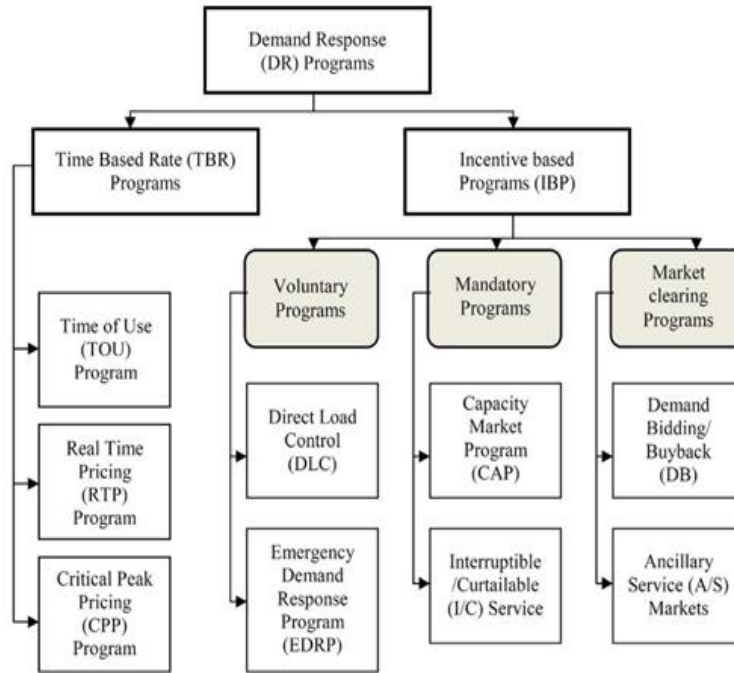 Demand Response
(DR) Programs
Time Based Rate (TBR)
Programs
Incentive based
Programs (IBP)
Voluntary
Programs
Mandatory
Programs
Market
clearing
Programs
Time of Use
(TOU)
Program
Real Time
Pricing
(RTP)
Program
Critical Peak
Pricing
(CPP)
Program
Direct Load
Control
(DLC)
Emergency
Demand
Response
Program
(EDRP)
Capacity
Market
Program
(CAP)
Interruptible
/Curtailable
(I/C) Service
Demand
Bidding/
Buyback
(DB)
Ancillary
Service (A/S)
Markets